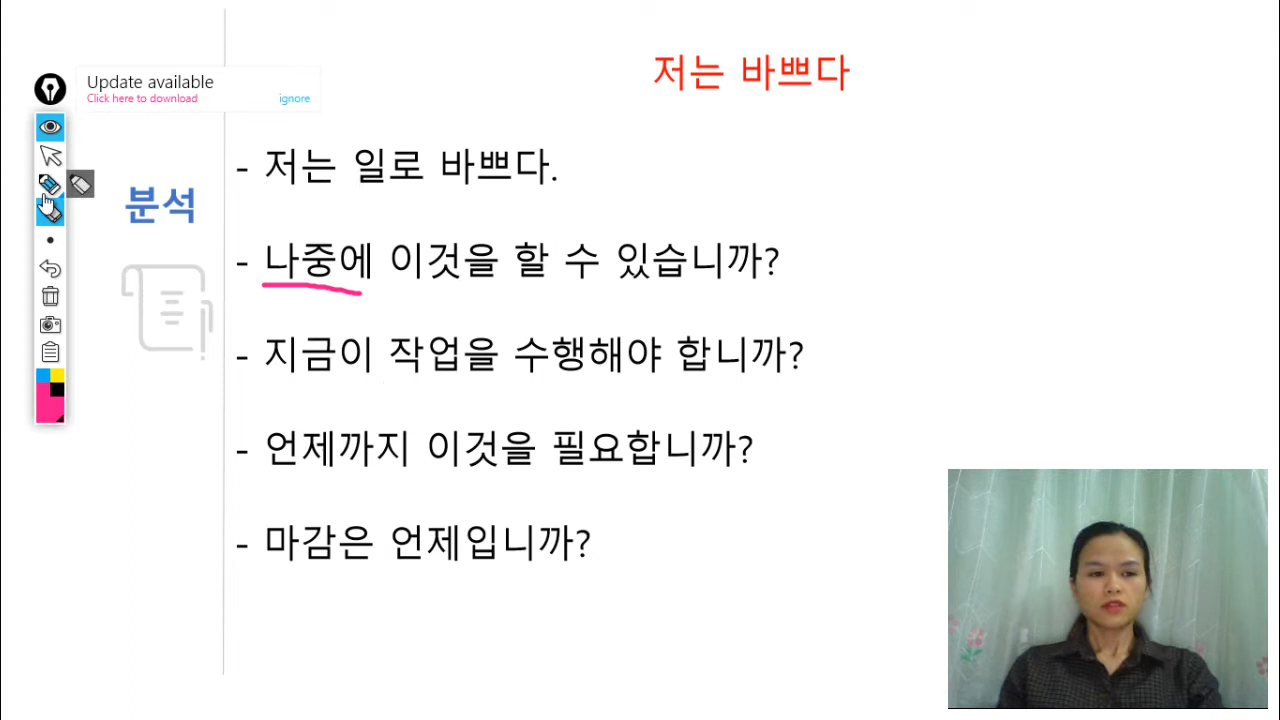 저는 바쁘다
Update available
Click here to download ignore
분석
- 저는 일로 바쁘다.
- 나중에 이것을 할 수 있습니까?
- 지금이 작업을 수행해야 합니까?
- 언제까지 이것을 필요합니까?
- 마감은 언제입니까?